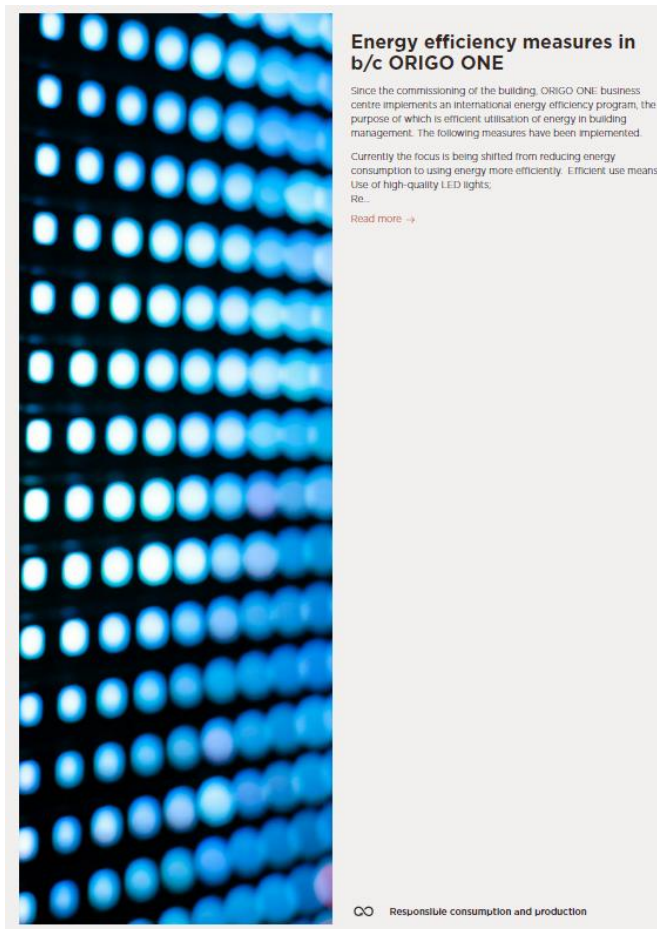 Energy efficiency measures in
b/c ORIGO ONE
Since the commissioning of the building, ORIGO ONE business
centre implements an international energy efficiency program, the
purpose of which is efficient utilisation of energy in building
management. The following measures have been implemented.
Currently the focus is being shifted from reducing energy
consumption to using energy more efficiently. Efficient use means
Use of high-quality LED lights;
Re...
Read more →
Responsible consumption and production